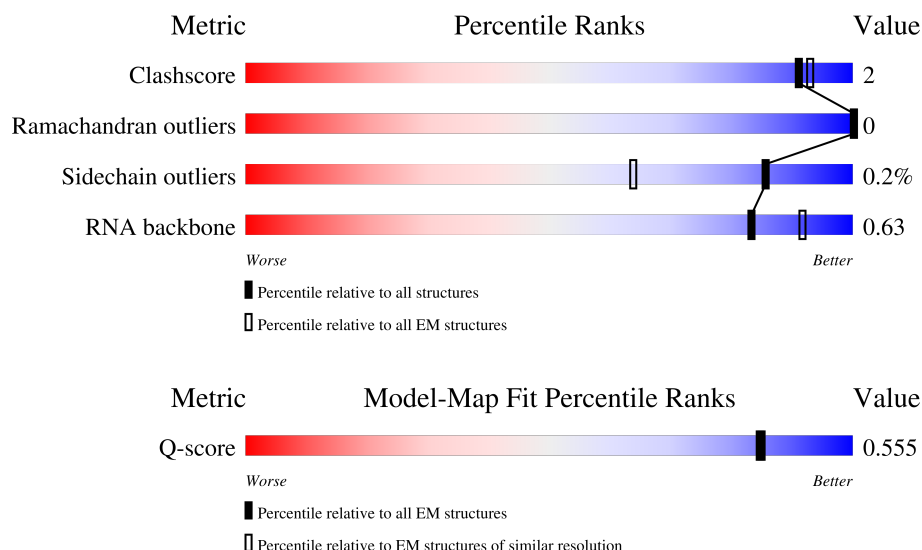 Metric Percentile Ranks Value
Clashscore 2
Ramachandran outliers 0
Sidechain outliers 0.2%
RNA backbone 0.63
Worse Better
Percentile relative to all structures
Percentile relative to all EM structures
Metric Model-Map Fit Percentile Ranks Value
Q-score 0.555
Worse Better
Percentile relative to all EM structures
Percentile relative to EM structures of similar resolution